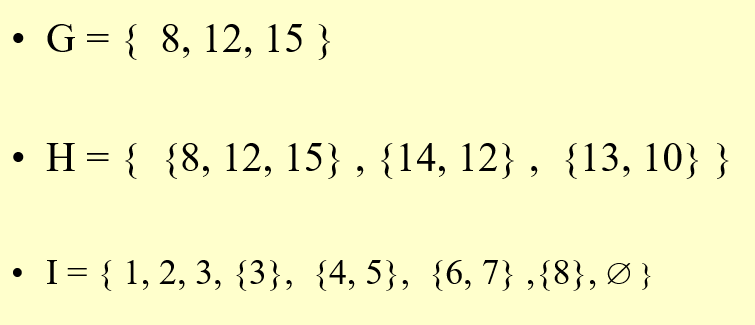 • G = { 8, 12, 15 }
• H = { {8, 12, 15} , {14, 12} , {13, 10} }
• I = { 1, 2, 3, {3}, {4, 5}, {6, 7} ,{8}, ∅ }